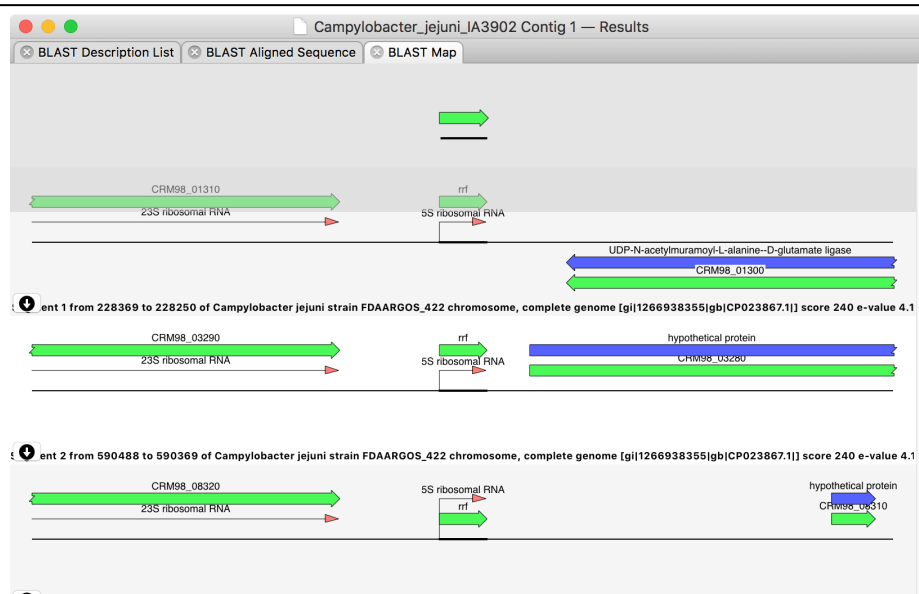 Campylobacter_jejuni_IA3902 Contig 1 — Results
BLAST Description List
BLAST Aligned Sequence
BLAST Map
CRM98_01310
rrf
23S ribosomal RNA
5S ribosomal RNA
UDP-N-acetylmuramoyl-L-alanine--D-glutamate ligase
CRM98_01300
ent 1 from 228369 to 228250 of Campylobacter jejuni strain FDAARGOS_422 chromosome, complete genome [gi|1266938355|gb|CP023867.1|] score 240 e-value 4.1
CRM98_03290
rrf
hypothetical protein
23S ribosomal RNA
5S ribosomal RNA
CRM98_03280
ent 2 from 590488 to 590369 of Campylobacter jejuni strain FDAARGOS_422 chromosome, complete genome [gi|1266938355|gb|CP023867.1|] score 240 e-value 4.1
CRM98_08320
5S ribosomal RNA
hypothetical protein
23S ribosomal RNA
rrf
CRM98_08310